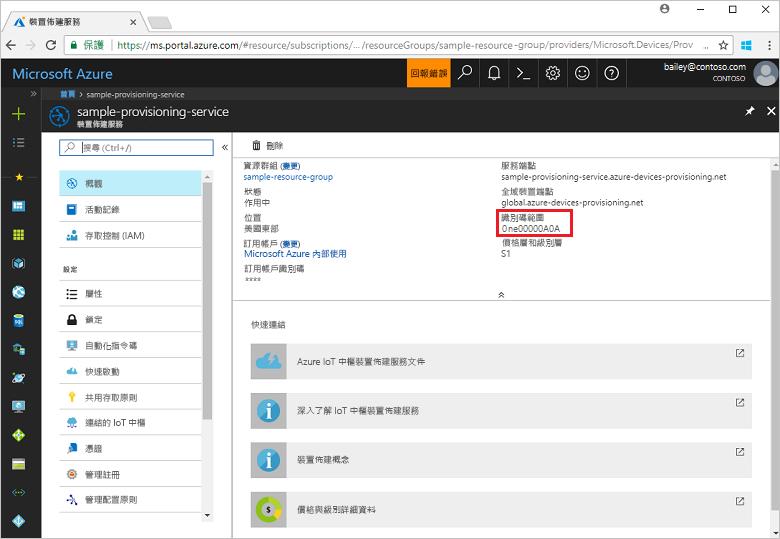 裝置佈建服務
保護 https://ms.portal.azure.com/#resource/subscriptions/.../resourceGroups/sample-resource-group/providers/Microsoft.Devices/Prov
Microsoft Azure
回報錯誤
bailey@contoso.com
CONTOSO
首頁 > sample-provisioning-service
sample-provisioning-service
裝置佈建服務
搜尋 (Ctrl+/)
概觀
活動記錄
存取控制 (IAM)
設定
屬性
鎖定
自動化指令碼
快速啟動
共用存取原則
連結的 IoT 中樞
憑證
管理註冊
管理配置原則
刪除
資源群組 (變更)
sample-resource-group
狀態
作用中
位置
美國東部
訂用帳戶 (變更)
Microsoft Azure 內部使用
訂用帳戶識別碼
****
服務端點
sample-provisioning-service.azure-devices-provisioning.net
全域裝置端點
global.azure-devices-provisioning.net
識別碼範圍
0ne00000A0A
價格層和級別層
S1
快速連結
Azure IoT 中樞裝置佈建服務文件
深入了解 IoT 中樞裝置佈建服務
裝置佈建概念
價格與級別詳細資料